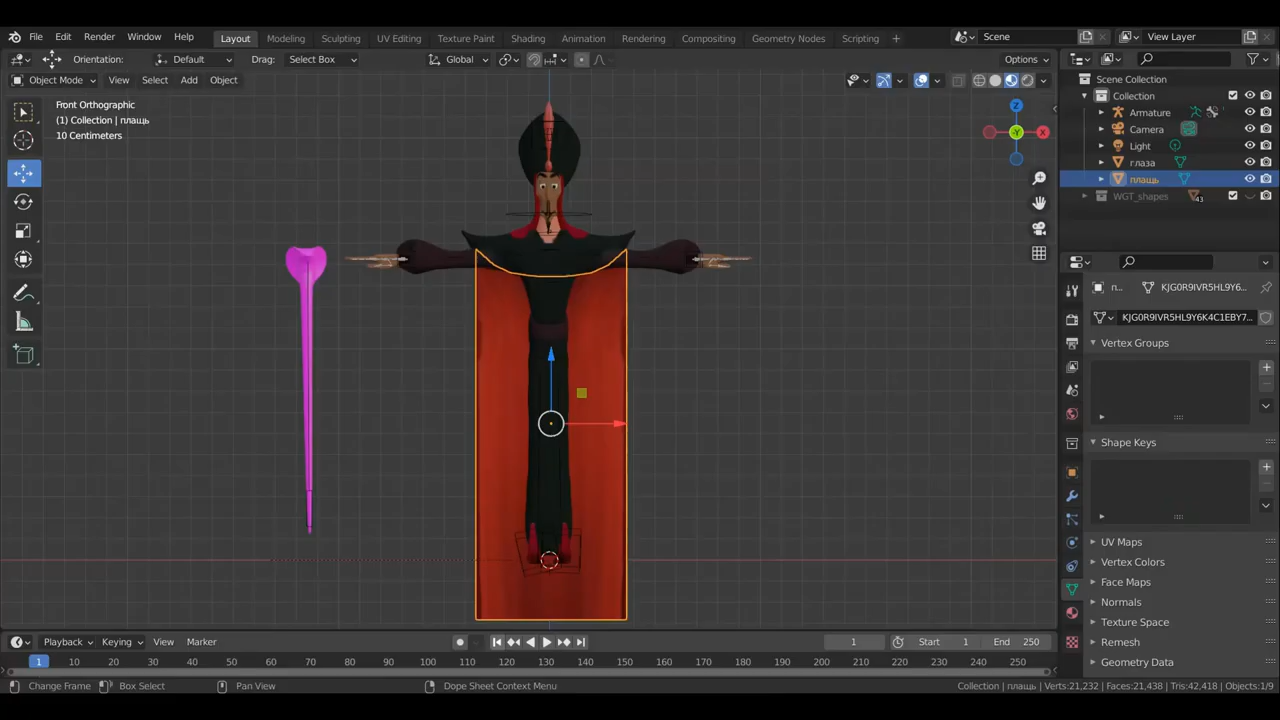 File Edit Render Window Help Layout Modeling Sculpting UV Editing Texture Paint Shading Animation Rendering Compositing Geometry Nodes Scripting + Scene View Layer
Orientation: Default Drag: Select Box Global Options
Object Mode View Select Add Object
Scene Collection
Front Orthographic
Collection
(1) Collection | плащь
Armature
Camera
10 Centimeters
Light
глаза
плащь
WGT_shapes 43
п... KJG0R9IVR5HL9Y6...
KJG0R9IVR5HL9Y6K4C1EBY7...
Vertex Groups
Shape Keys
UV Maps
Vertex Colors
Face Maps
Normals
Texture Space
Remesh
Geometry Data
X
-Y
Z
Playback Keying View Marker 1 Start 1 End 250
1 10 20 30 40 50 60 70 80 90 100 110 120 130 140 150 160 170 180 190 200 210 220 230 240 250
Change Frame Box Select Pan View Dope Sheet Context Menu Collection | плащь | Verts:21,232 | Faces:21,438 | Tris:42,418 | Objects:1/9